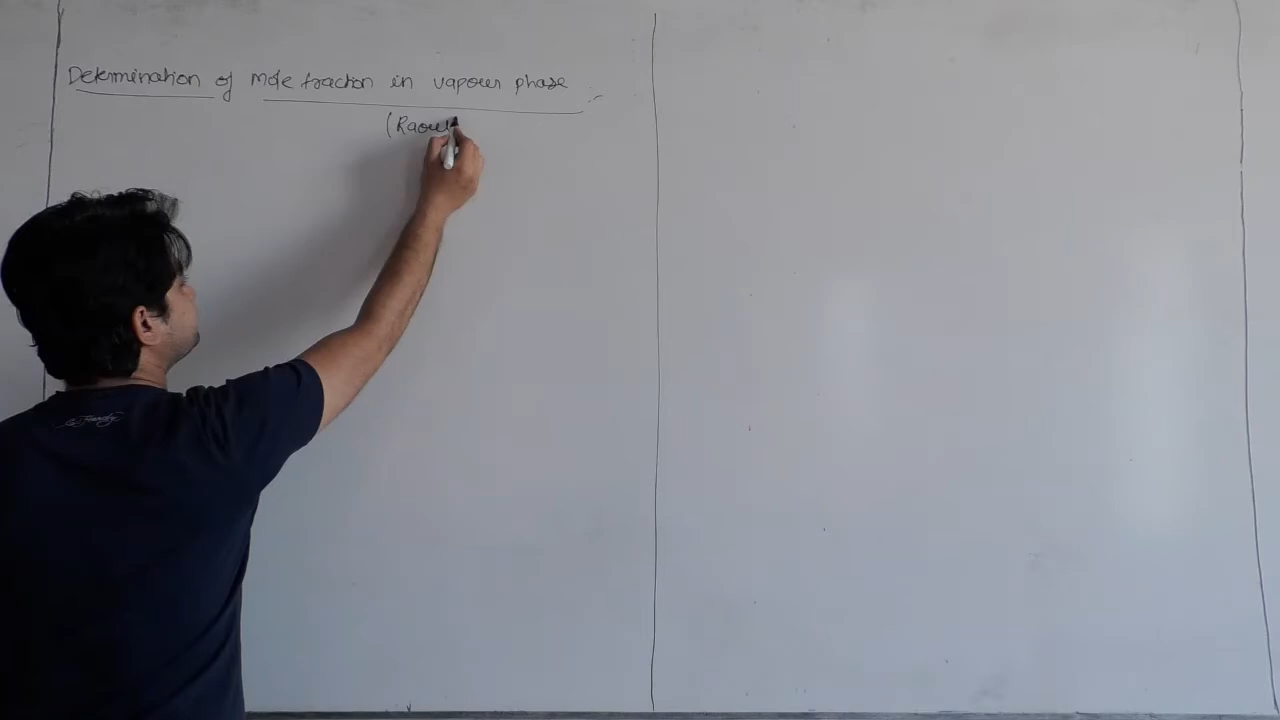 Determination of Mole fraction in vapour phase :-
(Raoul